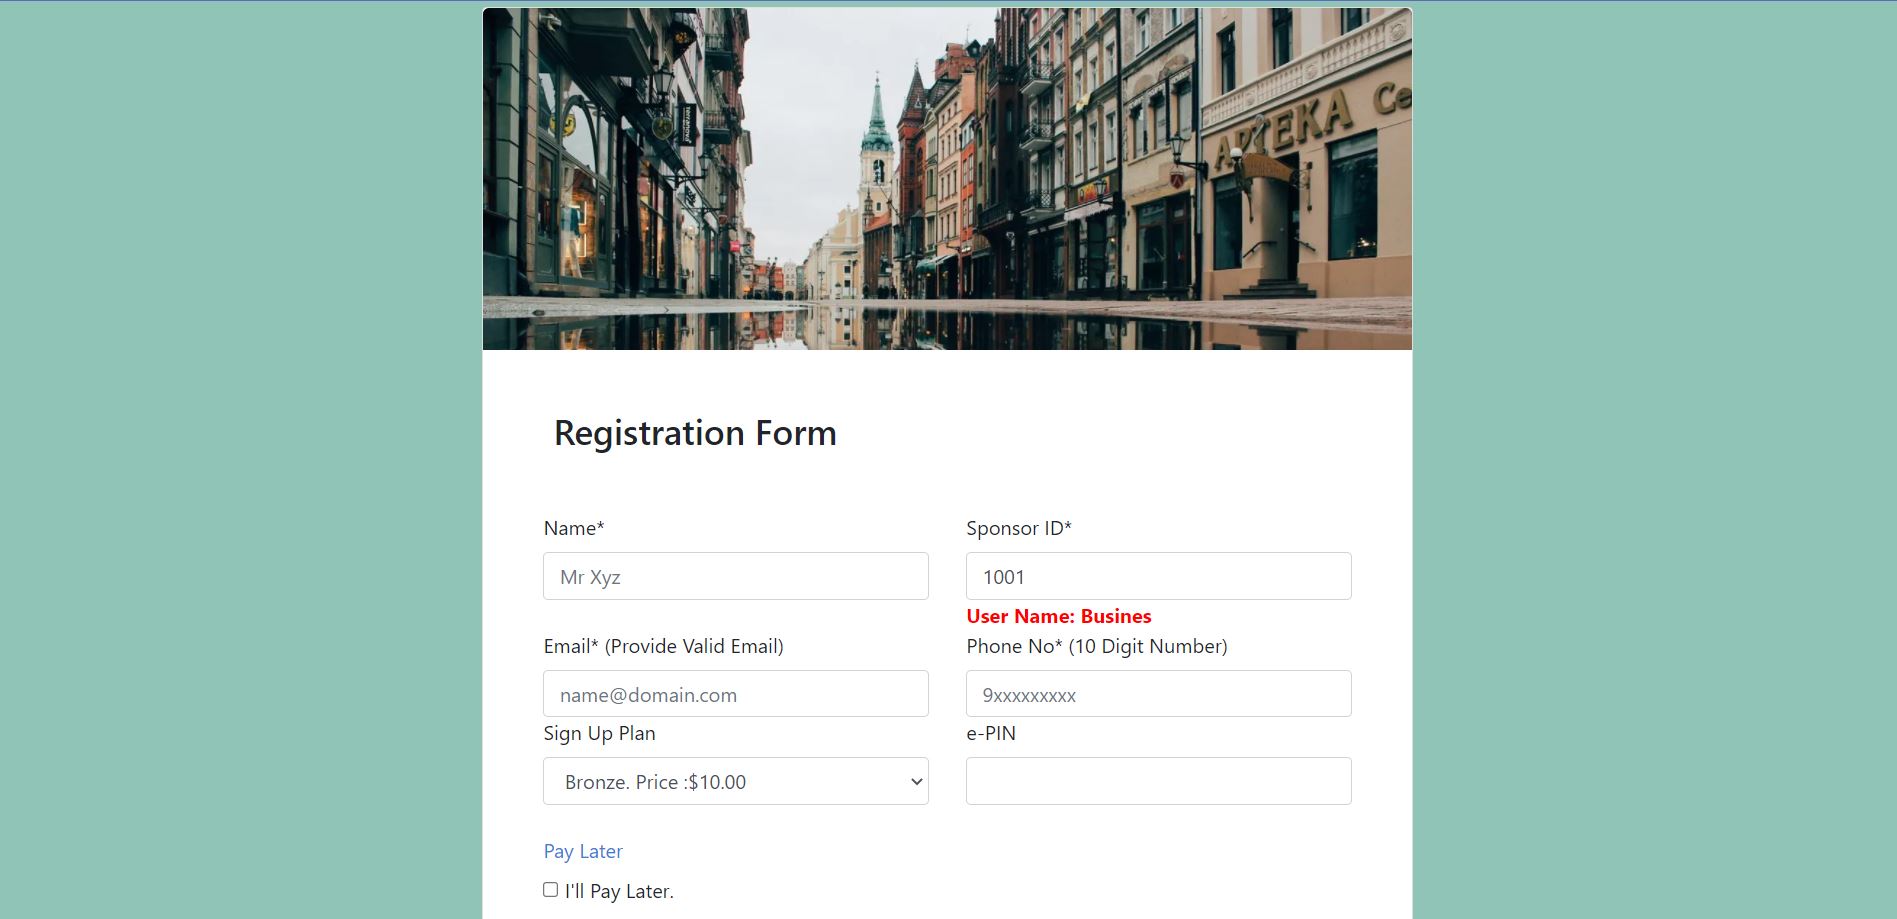 APTEKA Ce
Registration Form
Name*
Sponsor ID*
Mr Xyz
1001
User Name: Busines
Email* (Provide Valid Email)
Phone No* (10 Digit Number)
name@domain.com
9xxxxxxxxx
Sign Up Plan
e-PIN
Bronze. Price :$10.00
Pay Later
I'll Pay Later.